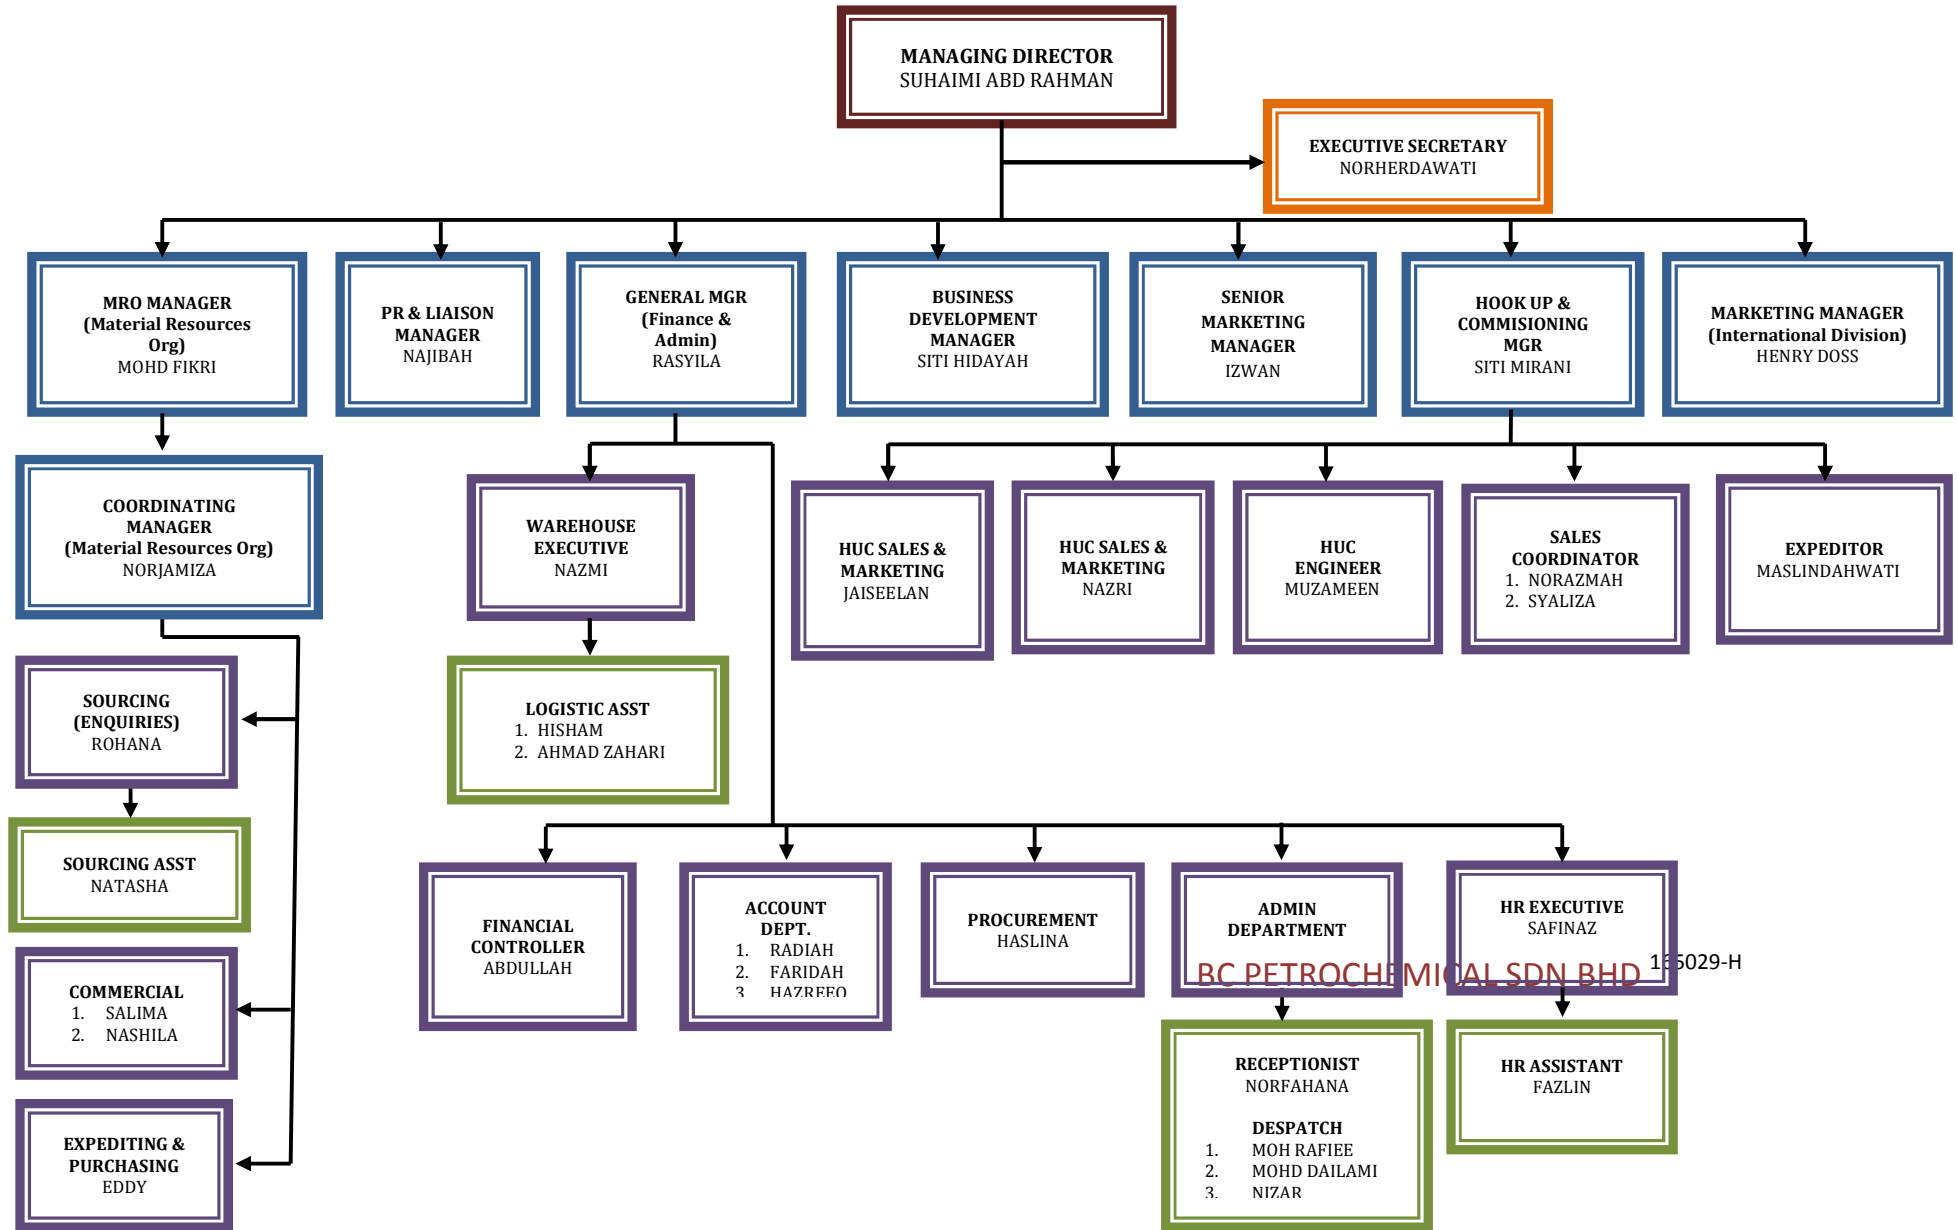 MANAGING DIRECTOR
SUHAIMI ABD RAHMAN
EXECUTIVE SECRETARY
NORHERDAWATI
MRO MANAGER
(Material Resources
Org)
MOHD FIKRI
PR & LIAISON
MANAGER
NAJIBAH
GENERAL MGR
(Finance &
Admin)
RASYILA
BUSINESS
DEVELOPMENT
MANAGER
SITI HIDAYAH
SENIOR
MARKETING
MANAGER
IZWAN
HOOK UP &
COMMISIONING
MGR
SITI MIRANI
MARKETING MANAGER
(International Division)
HENRY DOSS
COORDINATING
MANAGER
(Material Resources Org)
NORJAMIZA
WAREHOUSE
EXECUTIVE
NAZMI
HUC SALES &
MARKETING
JAISEELAN
HUC SALES &
MARKETING
NAZRI
HUC
ENGINEER
MUZAMEEN
SALES
COORDINATOR
1. NORAZMAH
2. SYALIZA
EXPEDITOR
MASLINDAHWATI
SOURCING
(ENQUIRIES)
ROHANA
LOGISTIC ASST
1. HISHAM
2. AHMAD ZAHARI
SOURCING ASST
NATASHA
FINANCIAL
CONTROLLER
ABDULLAH
ACCOUNT
DEPT.
1. RADIAH
2. FARIDAH
3 HAZREEQ
PROCUREMENT
HASLINA
ADMIN
DEPARTMENT
HR EXECUTIVE
SAFINAZ
BC PETROCHEMICAL SDN BHD 165029-H
COMMERCIAL
1. SALIMA
2. NASHILA
RECEPTIONIST
NORFAHANA
DESPATCH
1. MOH RAFIEE
2. MOHD DAILAMI
3. NIZAR
HR ASSISTANT
FAZLIN
EXPEDITING &
PURCHASING
EDDY